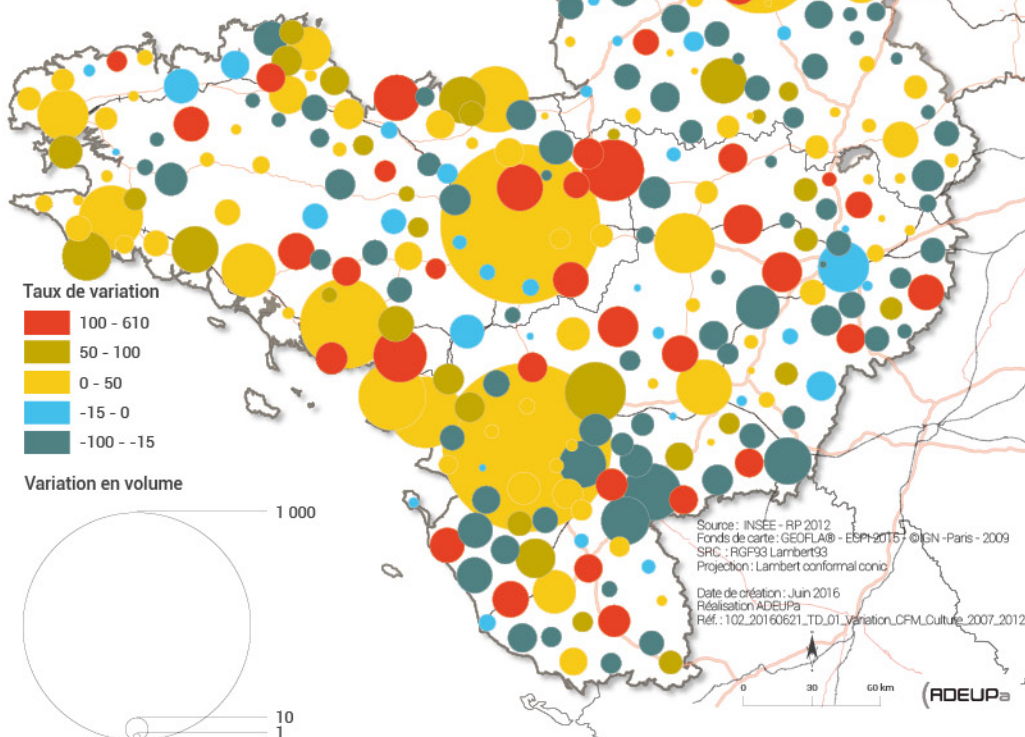 Taux de variation
100 - 610
50 - 100
0 - 50
-15 - 0
-100 - -15
Variation en volume
1 000
10
1
Source : INSEE - RP 2012
Fonds de carte : GEOFLA® - ESPI 2015 - ©IGN -Paris - 2009
SRC : RGF93 Lambert93
Projection : Lambert conformal conic
Date de création : Juin 2016
Réalisation ADEUPa
Réf. : 102_20160621_TD_01_Variation_CFM_Culture_2007_2012
0 30 60 km
ADEUPa